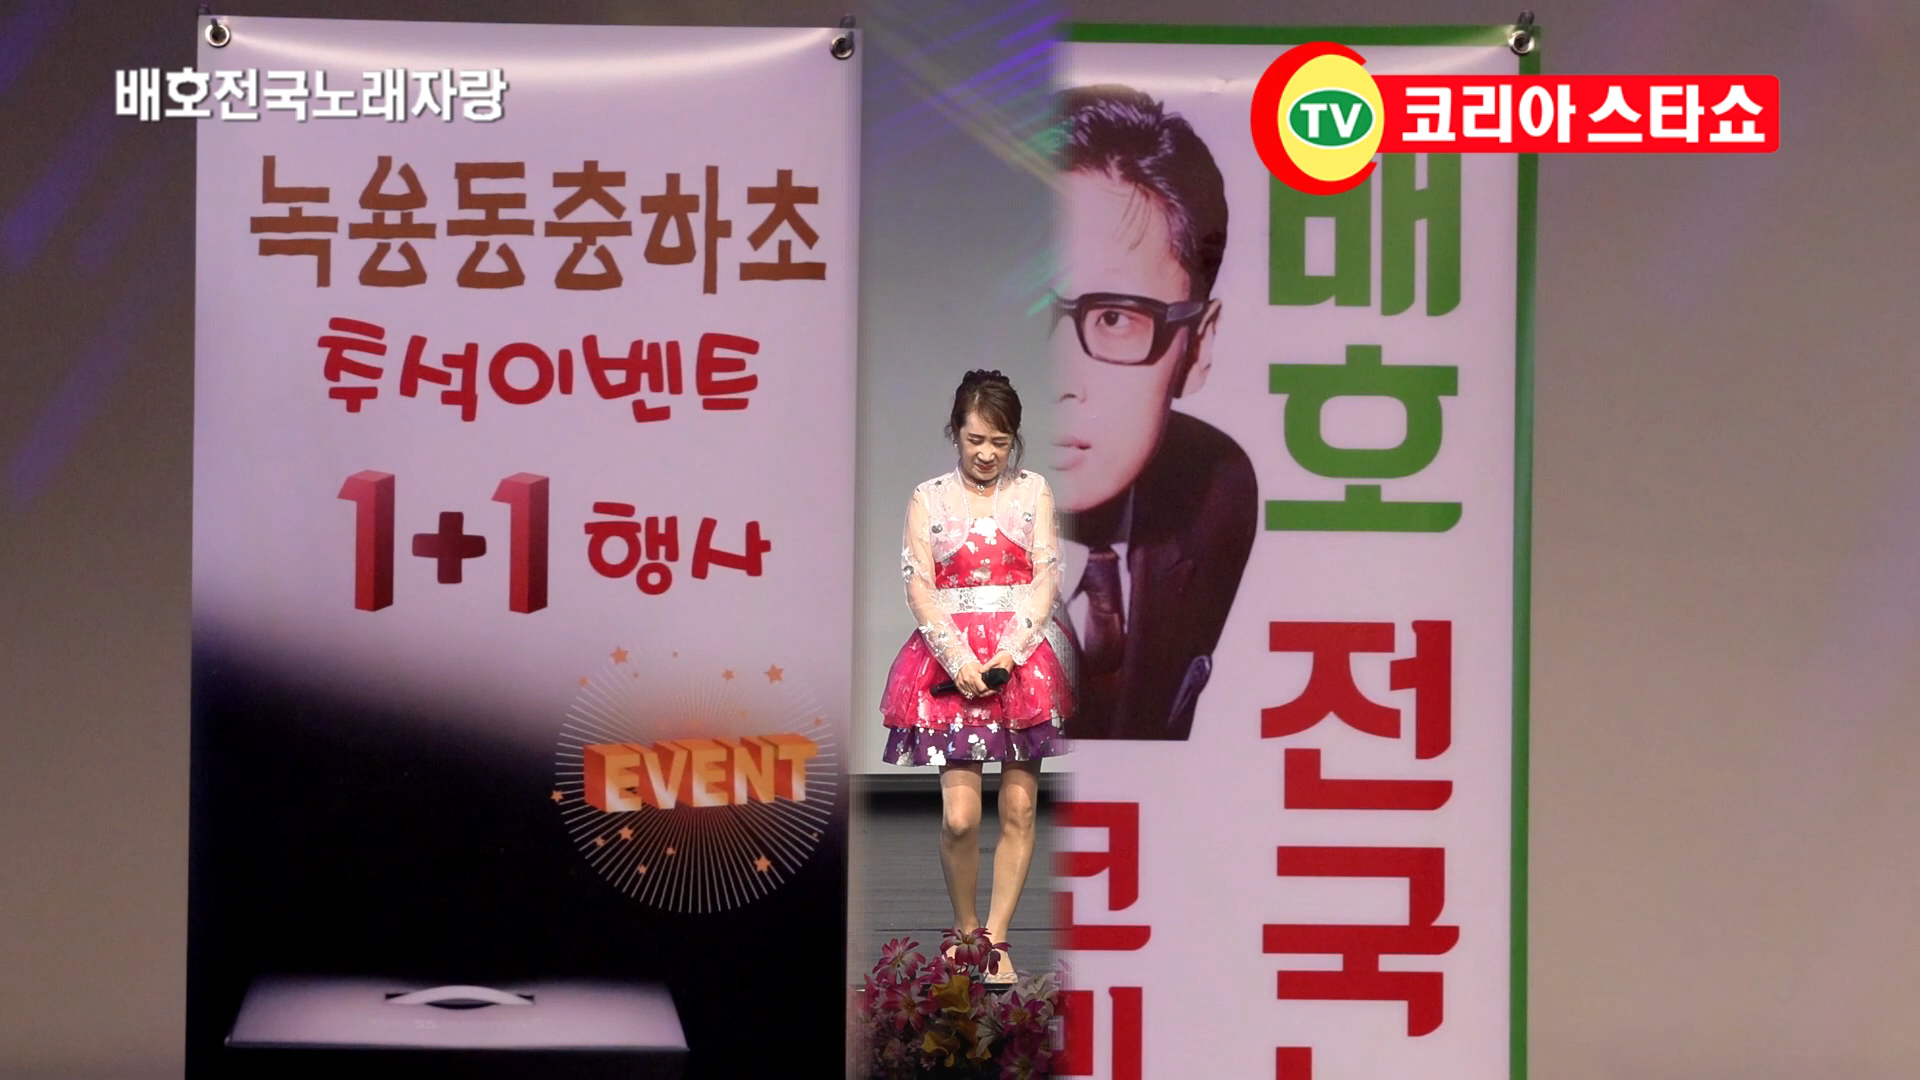 배호전국노래자랑
TV 코리아스타쇼
녹용동충하초
추석이벤트
1+1 행사
EVENT
배호 전국
코